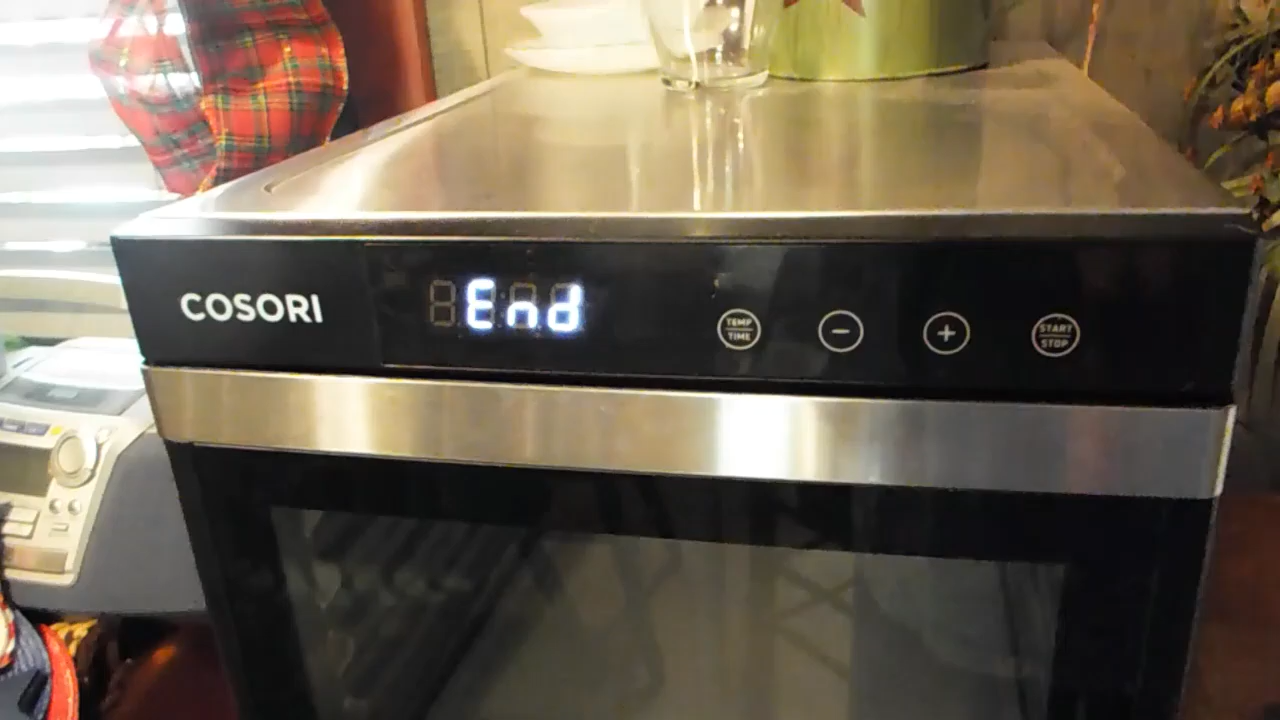 COSORI
End
TEMP
TIME
−
+
START
STOP